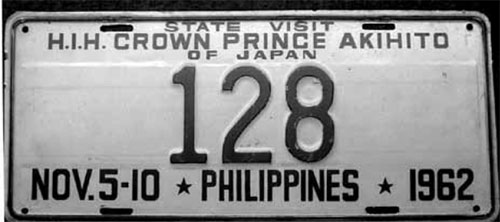 STATE VISIT
H.I.H. CROWN PRINCE AKIHITO
OF JAPAN
128
NOV. 5-10 ★ PHILIPPINES ★ 1962